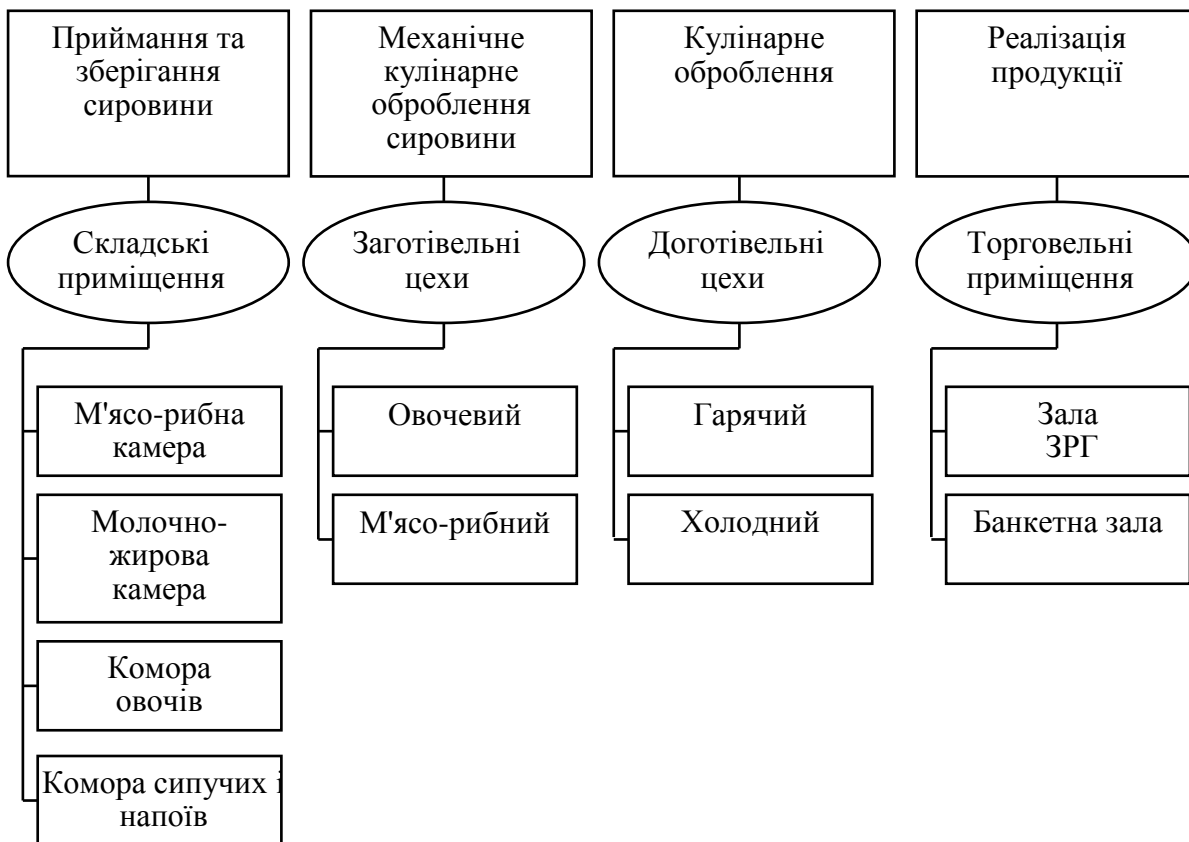 Приймання та
зберігання
сировини
Механічне
кулінарне
оброблення
сировини
Кулінарне
оброблення
Реалізація
продукції
Складські
приміщення
Заготівельні
цехи
Доготівельні
цехи
Торговельні
приміщення
М'ясо-рибна
камера
Молочно-
жирова
камера
Комора
овочів
Комора сипучих і
напоїв
Овочевий
М'ясо-рибний
Гарячий
Холодний
Зала
ЗРГ
Банкетна зала